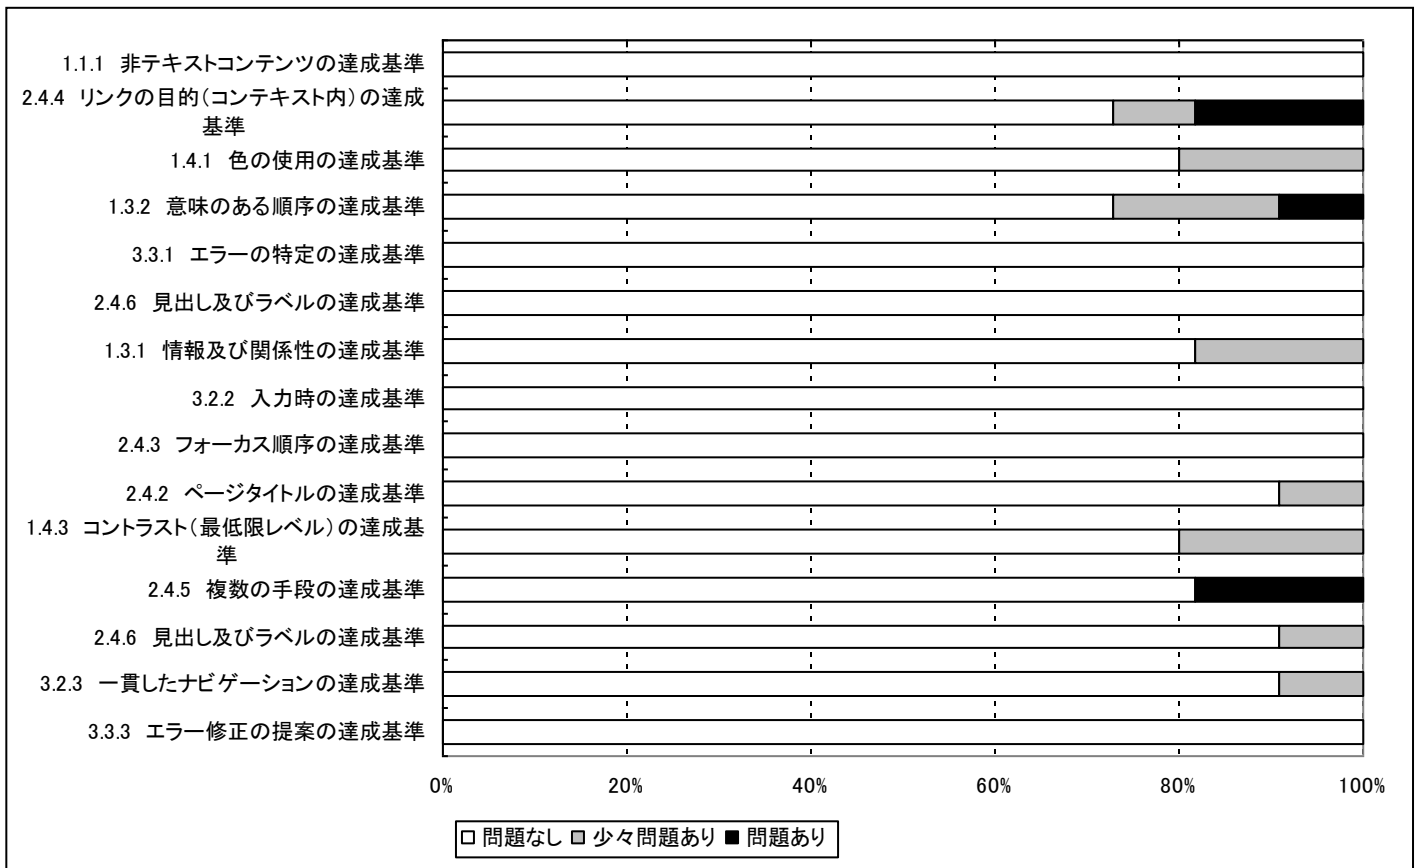 1.1.1 非テキストコンテンツの達成基準
2.4.4 リンクの目的(コンテキスト内)の達成
基準
1.4.1 色の使用の達成基準
1.3.2 意味のある順序の達成基準
3.3.1 エラーの特定の達成基準
2.4.6 見出し及びラベルの達成基準
1.3.1 情報及び関係性の達成基準
3.2.2 入力時の達成基準
2.4.3 フォーカス順序の達成基準
2.4.2 ページタイトルの達成基準
1.4.3 コントラスト(最低限レベル)の達成基
準
2.4.5 複数の手段の達成基準
2.4.6 見出し及びラベルの達成基準
3.2.3 一貫したナビゲーションの達成基準
3.3.3 エラー修正の提案の達成基準
0% 20% 40% 60% 80% 100%
問題なし 少々問題あり 問題あり